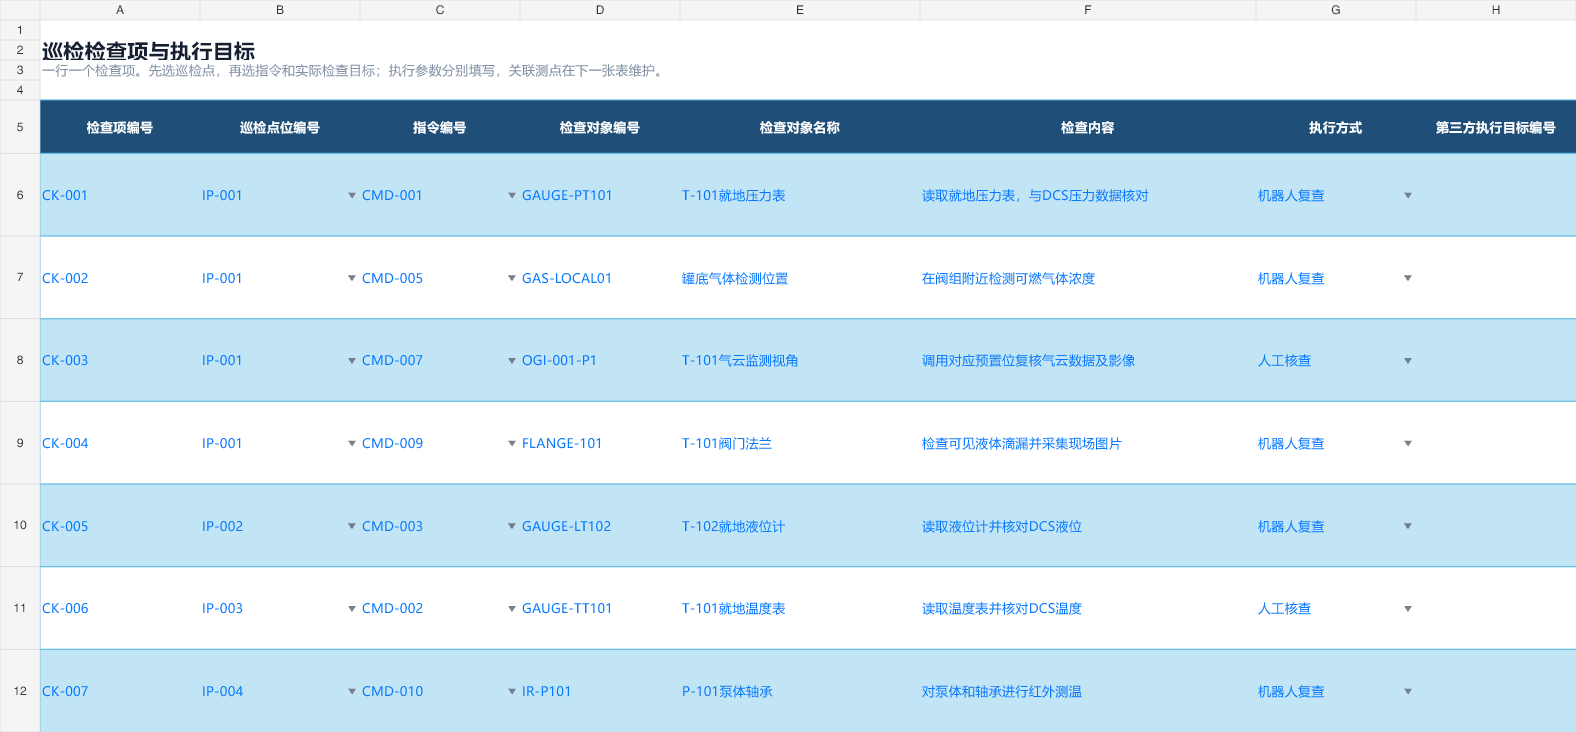 A B C D E F G H
1
2 巡检检查项与执行目标
3 一行一个检查项。先选巡检点，再选指令和实际检查目标；执行参数分别填写，关联测点在下一张表维护。
4
5 检查项编号 巡检点位编号 指令编号 检查对象编号 检查对象名称 检查内容 执行方式 第三方执行目标编号
6 CK-001 IP-001 CMD-001 GAUGE-PT101 T-101就地压力表 读取就地压力表，与DCS压力数据核对 机器人复查
7 CK-002 IP-001 CMD-005 GAS-LOCAL01 罐底气体检测位置 在阀组附近检测可燃气体浓度 机器人复查
8 CK-003 IP-001 CMD-007 OGI-001-P1 T-101气云监测视角 调用对应预置位复核气云数据及影像 人工核查
9 CK-004 IP-001 CMD-009 FLANGE-101 T-101阀门法兰 检查可见液体滴漏并采集现场图片 机器人复查
10 CK-005 IP-002 CMD-003 GAUGE-LT102 T-102就地液位计 读取液位计并核对DCS液位 机器人复查
11 CK-006 IP-003 CMD-002 GAUGE-TT101 T-101就地温度表 读取温度表并核对DCS温度 人工核查
12 CK-007 IP-004 CMD-010 IR-P101 P-101泵体轴承 对泵体和轴承进行红外测温 机器人复查